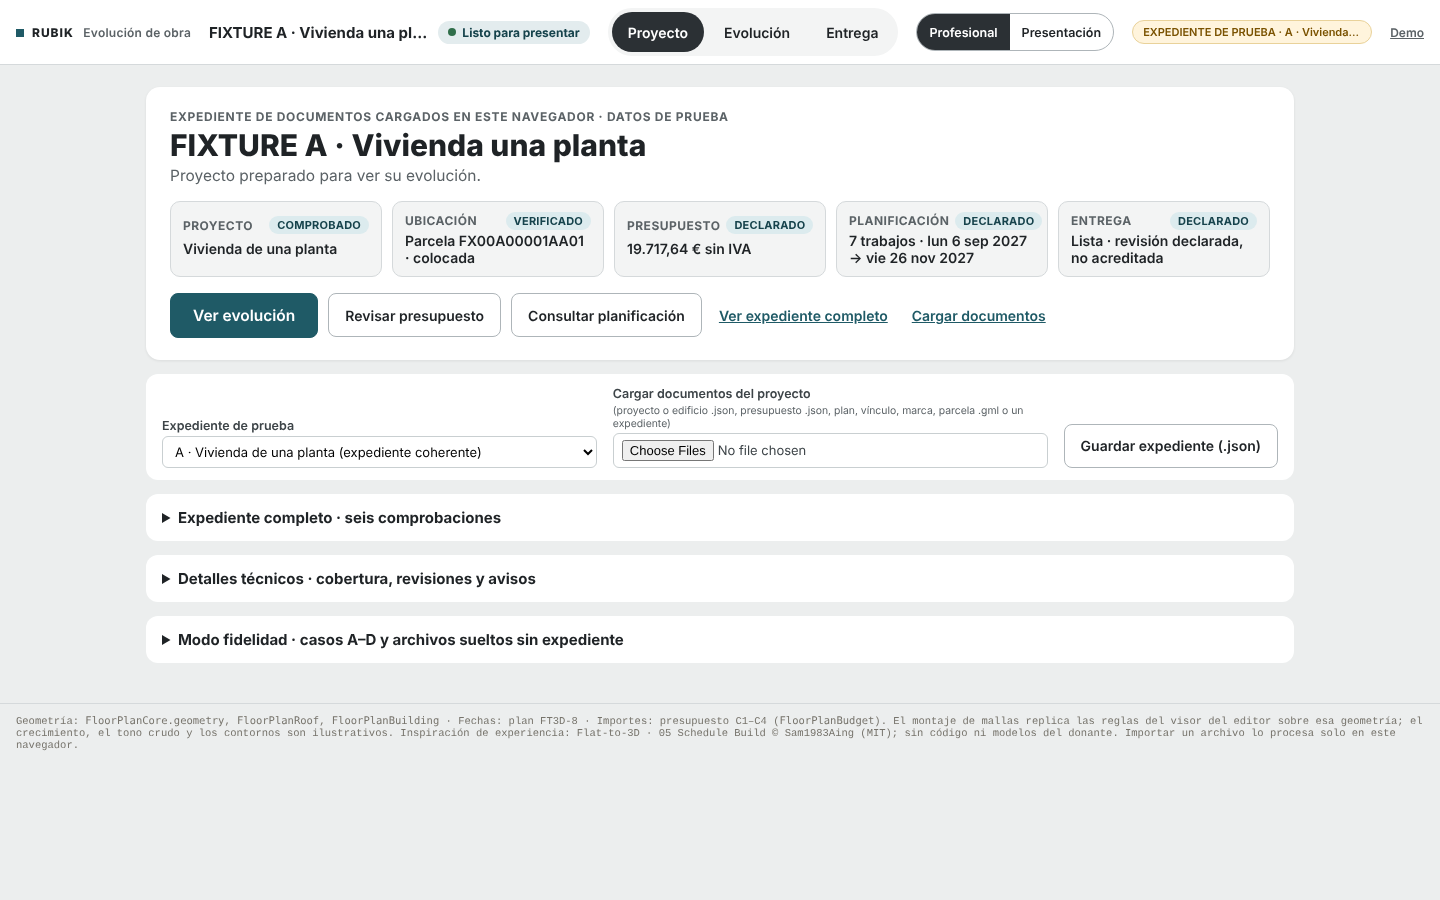 RUBIK Evolución de obra FIXTURE A · Vivienda una pl... Listo para presentar Proyecto Evolución Entrega Profesional Presentación EXPEDIENTE DE PRUEBA · A · Vivienda... Demo
EXPEDIENTE DE DOCUMENTOS CARGADOS EN ESTE NAVEGADOR · DATOS DE PRUEBA
FIXTURE A · Vivienda una planta
Proyecto preparado para ver su evolución.
PROYECTO COMPROBADO
Vivienda de una planta
UBICACIÓN VERIFICADO
Parcela FX00A00001AA01
· colocada
PRESUPUESTO DECLARADO
19.717,64 € sin IVA
PLANIFICACIÓN DECLARADO
7 trabajos · lun 6 sep 2027
→ vie 26 nov 2027
ENTREGA DECLARADO
Lista · revisión declarada,
no acreditada
Ver evolución Revisar presupuesto Consultar planificación Ver expediente completo Cargar documentos
Expediente de prueba
A · Vivienda de una planta (expediente coherente)
Cargar documentos del proyecto
(proyecto o edificio .json, presupuesto .json, plan, vínculo, marca, parcela .gml o un
expediente)
Choose Files No file chosen
Guardar expediente (.json)
Expediente completo · seis comprobaciones
Detalles técnicos · cobertura, revisiones y avisos
Modo fidelidad · casos A–D y archivos sueltos sin expediente
Geometría: FloorPlanCore.geometry, FloorPlanRoof, FloorPlanBuilding · Fechas: plan FT3D-8 · Importes: presupuesto C1–C4 (FloorPlanBudget). El montaje de mallas replica las reglas del visor del editor sobre esa geometría; el
crecimiento, el tono crudo y los contornos son ilustrativos. Inspiración de experiencia: Flat-to-3D · 05 Schedule Build © Sam1983Aing (MIT); sin código ni modelos del donante. Importar un archivo lo procesa solo en este
navegador.